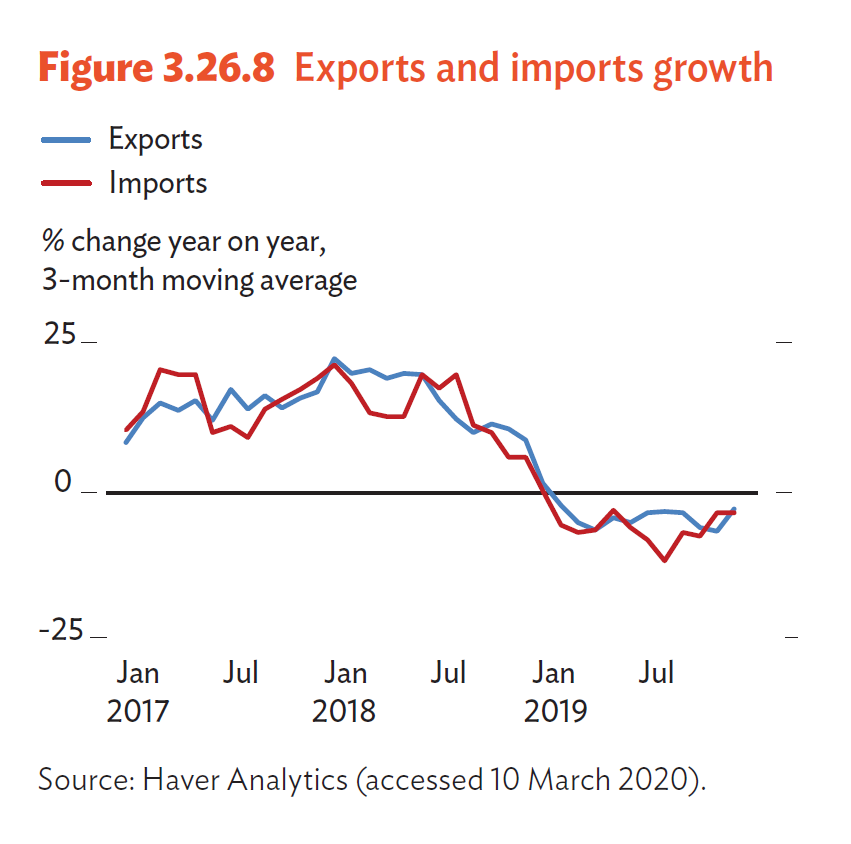 Figure 3.26.8 Exports and imports growth
Exports
Imports
% change year on year,
3-month moving average
25
0
-25
Jan Jul Jan Jul Jan Jul
2017 2018 2019
Source: Haver Analytics (accessed 10 March 2020).